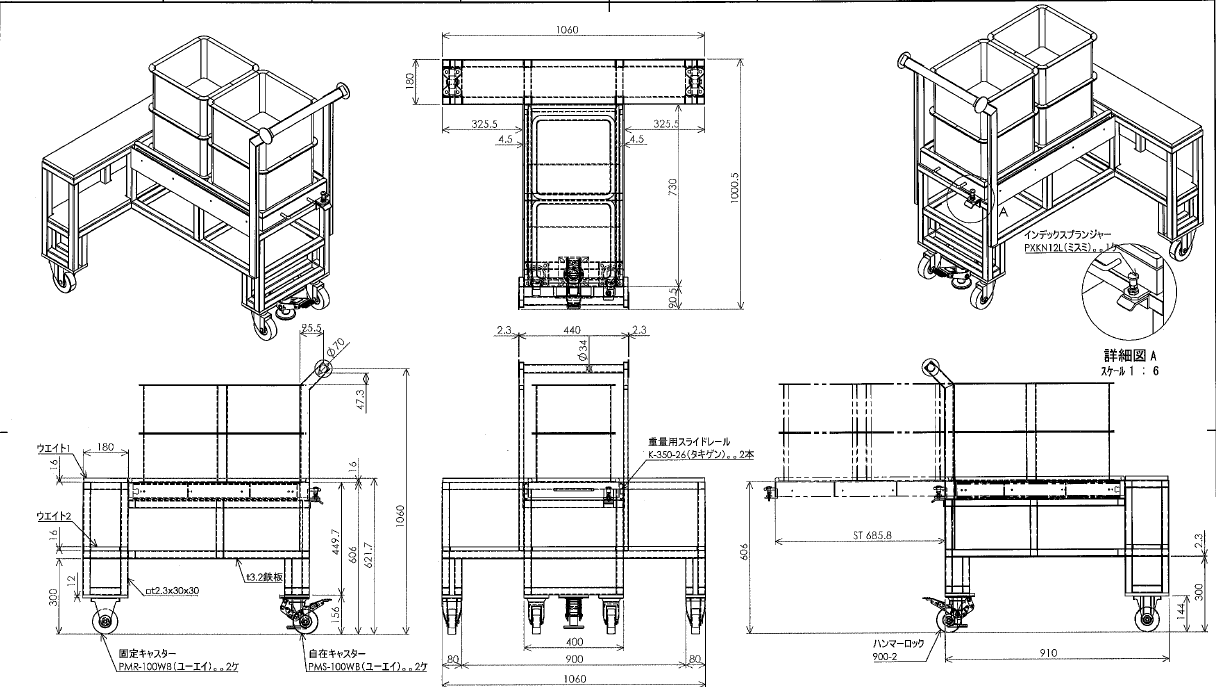 1060
180
325.5
325.5
4.5
4.5
730
1000.5
90.5
インデックスプランジャー
PXKN12L(ミスミ)。。1ケ
A
詳細図 A
スケール 1 : 6
95.5
Ø70
47.3
ウエイト1
180
16
16
ウエイト2
16
449.7
606
621.7
1060
300
12
□t2.3x30x30
t3.2鉄板
156
固定キャスター
PMR-100WB(ユーエイ)。。2ケ
自在キャスター
PMS-100WB(ユーエイ)。。2ケ
2.3
440
2.3
Ø34
重量用スライドレール
K-350-26(タキゲン)。。2本
400
80
900
80
1060
ST 685.8
606
2.3
300
144
ハンマーロック
900-2
910